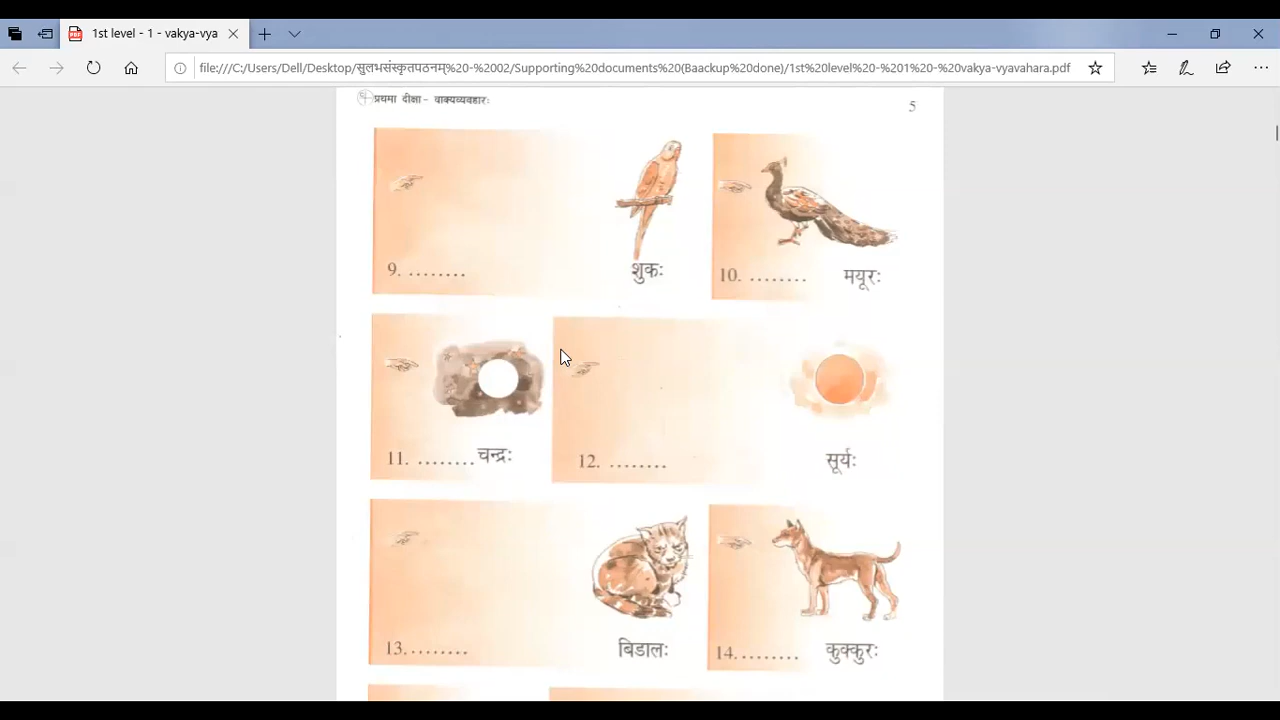 1st level - 1 - vakya-vya
file:///C:/Users/Dell/Desktop/सुलभसंस्कृतपठनम्%20-%2002/Supporting%20documents%20(Baackup%20done)/1st%20level%20-%201%20-%20vakya-vyavahara.pdf
प्रथमा दीक्षा - वाक्यव्यवहारः
5
9. ........ शुकः
10. ........ मयूरः
11. ........ चन्द्रः
12. ........ सूर्यः
13. ........ बिडालः
14. ........ कुक्कुरः